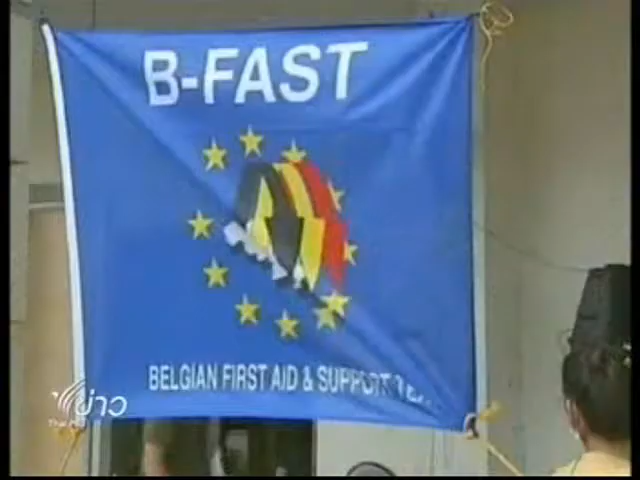 B-FAST
BELGIAN FIRST AID & SUPPORT
ข่าว